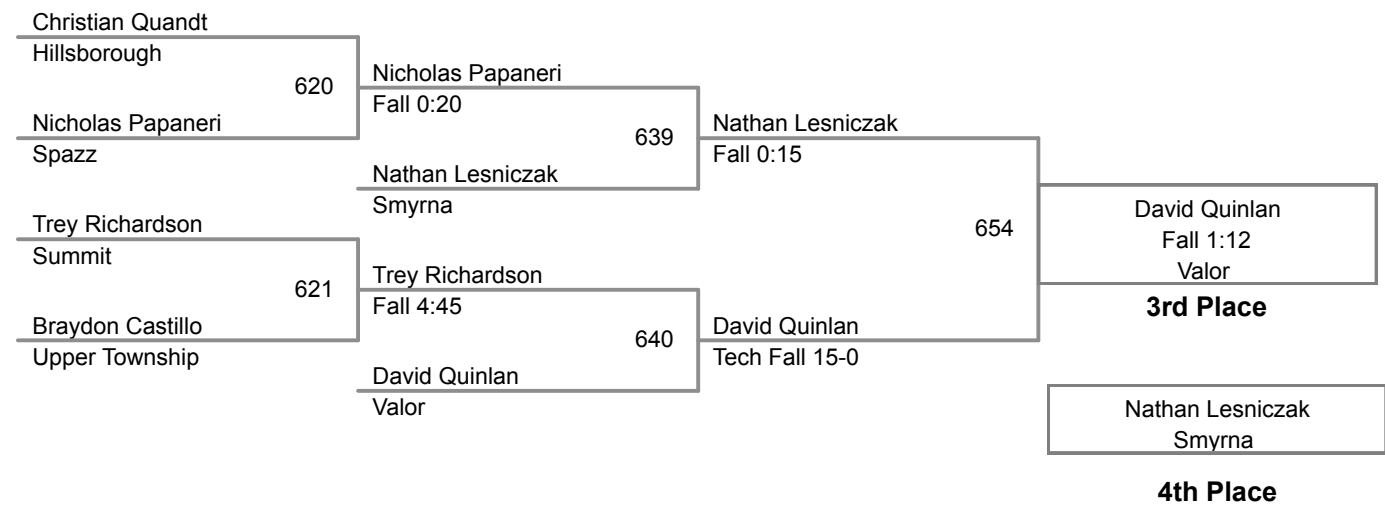 Christian Quandt
Hillsborough
620
Nicholas Papaneri
Spazz
Trey Richardson
Summit
621
Braydon Castillo
Upper Township
Nicholas Papaneri
Fall 0:20
639
Nathan Lesniczak
Smyrna
Trey Richardson
Fall 4:45
640
David Quinlan
Valor
Nathan Lesniczak
Fall 0:15
654
David Quinlan
Tech Fall 15-0
David Quinlan
Fall 1:12
Valor
3rd Place
Nathan Lesniczak
Smyrna
4th Place